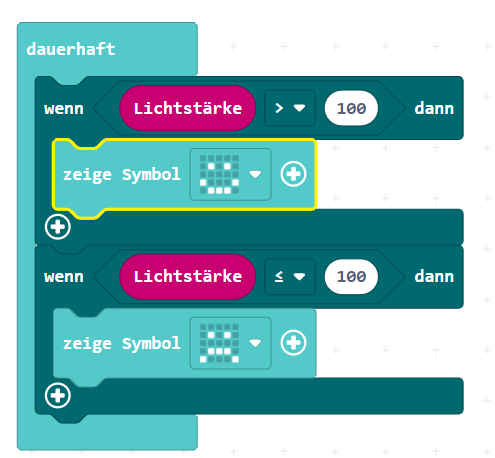 dauerhaft
wenn Lichtstärke > 100 dann
zeige Symbol
wenn Lichtstärke ≤ 100 dann
zeige Symbol